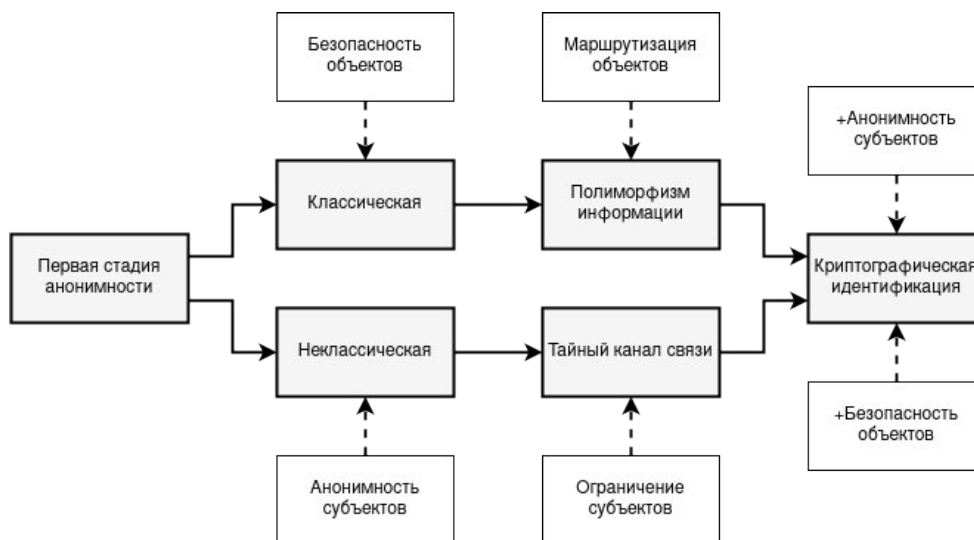 Безопасность
объектов
Маршрутизация
объектов
+Анонимность
субъектов
Классическая
Полиморфизм
информации
Первая стадия
анонимности
Криптографическая
идентификация
Неклассическая
Тайный канал связи
+Безопасность
объектов
Анонимность
субъектов
Ограничение
субъектов